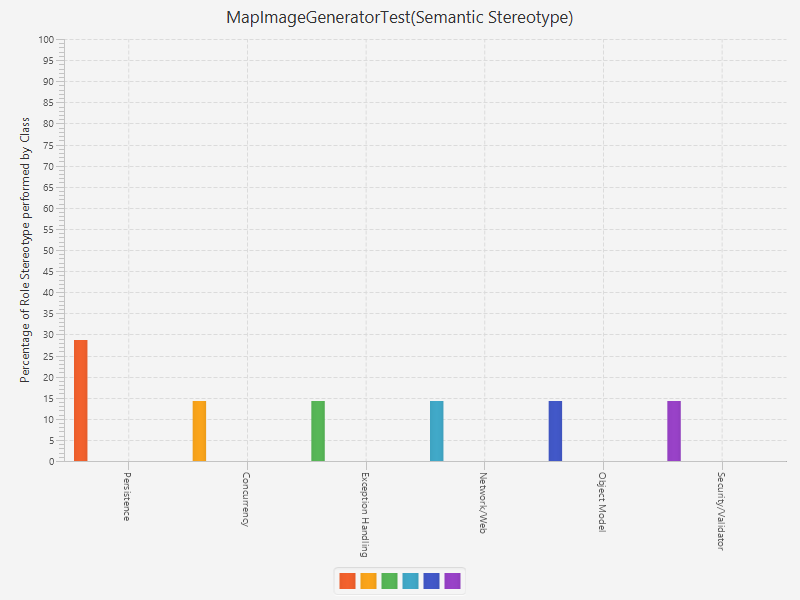 MapImageGeneratorTest(Semantic Stereotype)
100
95
90
85
80
75
70
65
60
55
50
45
40
35
30
25
20
15
10
5
0
Percentage of Role Stereotype performed by Class
Persistence
Concurrency
Exception Handling
Network/Web
Object Model
Security/Validator